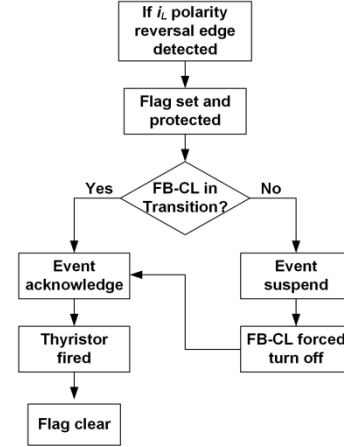 If iL polarity
reversal edge
detected
Flag set and
protected
Yes
FB-CL in
Transition?
No
Event
acknowledge
Event
suspend
Thyristor
fired
FB-CL forced
turn off
Flag clear